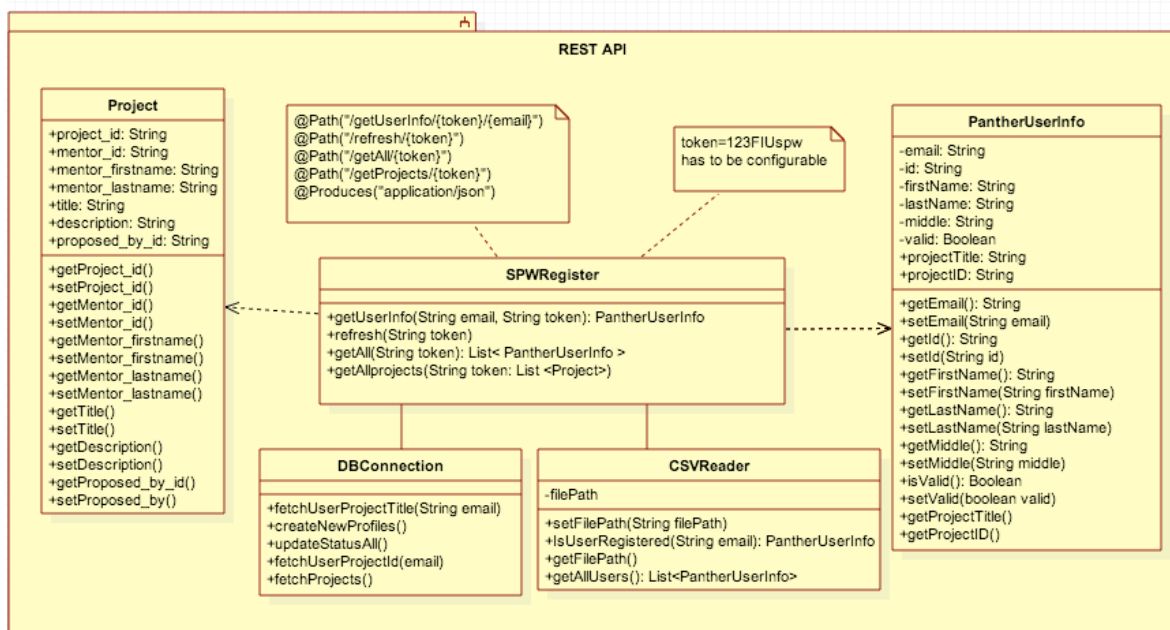 REST API
Project
+project_id: String
+mentor_id: String
+mentor_firstname: String
+mentor_lastname: String
+title: String
+description: String
+proposed_by_id: String
+getProject_id()
+setProject_id()
+getMentor_id()
+setMentor_id()
+getMentor_firstname()
+setMentor_firstname()
+getMentor_lastname()
+setMentor_lastname()
+getTitle()
+setTitle()
+getDescription()
+setDescription()
+getProposed_by_id()
+setProposed_by()
@Path("/getUserInfo/{token}/{email}")
@Path("/refresh/{token}")
@Path("/getAll/{token}")
@Path("/getProjects/{token}")
@Produces("application/json")
token=123FIUspw
has to be configurable
SPWRegister
+getUserInfo(String email, String token): PantherUserInfo
+refresh(String token)
+getAll(String token): List< PantherUserInfo >
+getAllprojects(String token: List <Project>)
DBConnection
+fetchUserProjectTitle(String email)
+createNewProfiles()
+updateStatusAll()
+fetchUserProjectId(email)
+fetchProjects()
CSVReader
-filePath
+setFilePath(String filePath)
+IsUserRegistered(String email): PantherUserInfo
+getFilePath()
+getAllUsers(): List<PantherUserInfo>
PantherUserInfo
-email: String
-id: String
-firstName: String
-lastName: String
-middle: String
-valid: Boolean
+projectTitle: String
+projectID: String
+getEmail(): String
+setEmail(String email)
+getId(): String
+setId(String id)
+getFirstName(): String
+setFirstName(String firstName)
+getLastName(): String
+setLastName(String lastName)
+getMiddle(): String
+setMiddle(String middle)
+isValid(): Boolean
+setValid(boolean valid)
+getProjectTitle()
+getProjectID()